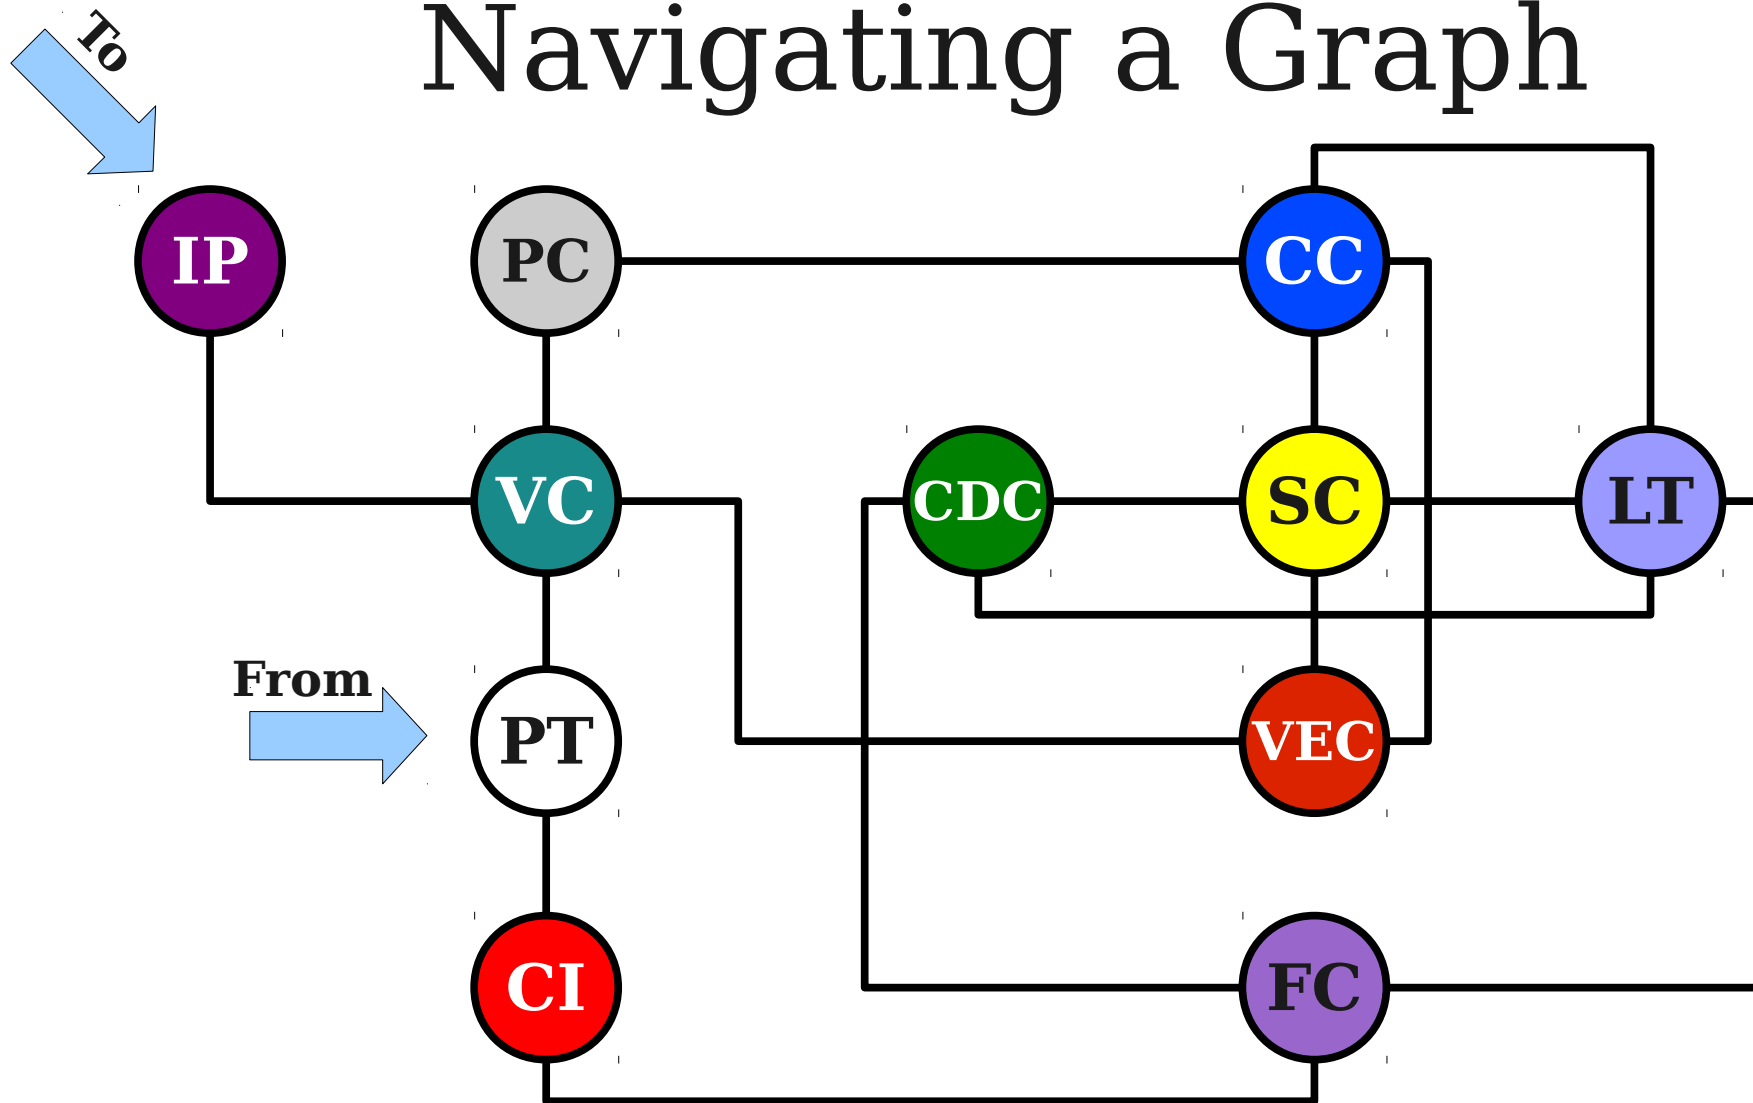 Navigating a Graph
To
IP
PC
CC
VC
CDC
SC
LT
From
PT
VEC
CI
FC